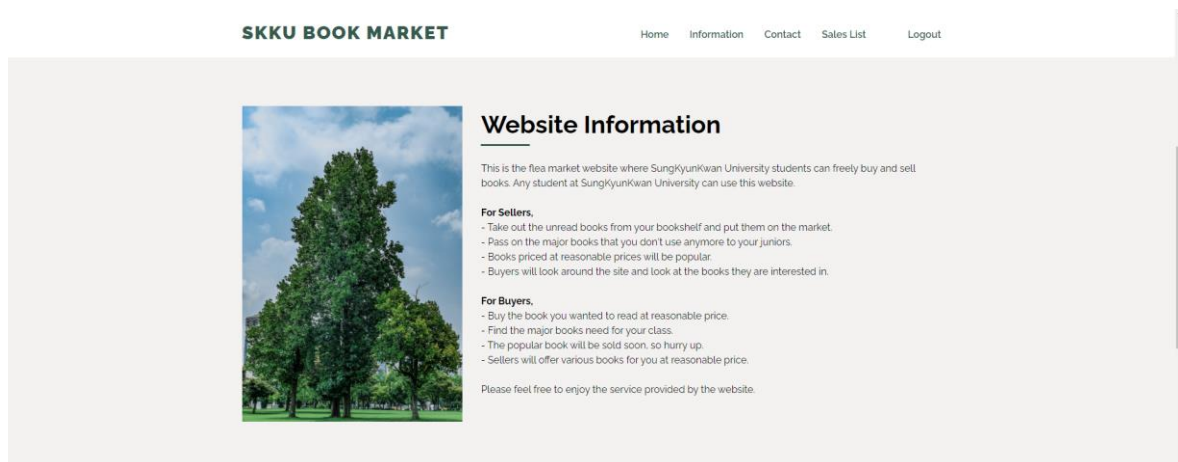 SKKU BOOK MARKET
Home Information Contact Sales List Logout
Website Information
This is the flea market website where SungKyunKwan University students can freely buy and sell
books. Any student at SungKyunKwan University can use this website.
For Sellers,
- Take out the unread books from your bookshelf and put them on the market.
- Pass on the major books that you don't use anymore to your juniors.
- Books priced at reasonable prices will be popular.
- Buyers will look around the site and look at the books they are interested in.
For Buyers,
- Buy the book you wanted to read at reasonable price.
- Find the major books need for your class.
- The popular book will be sold soon, so hurry up.
- Sellers will offer various books for you at reasonable price.
Please feel free to enjoy the service provided by the website.